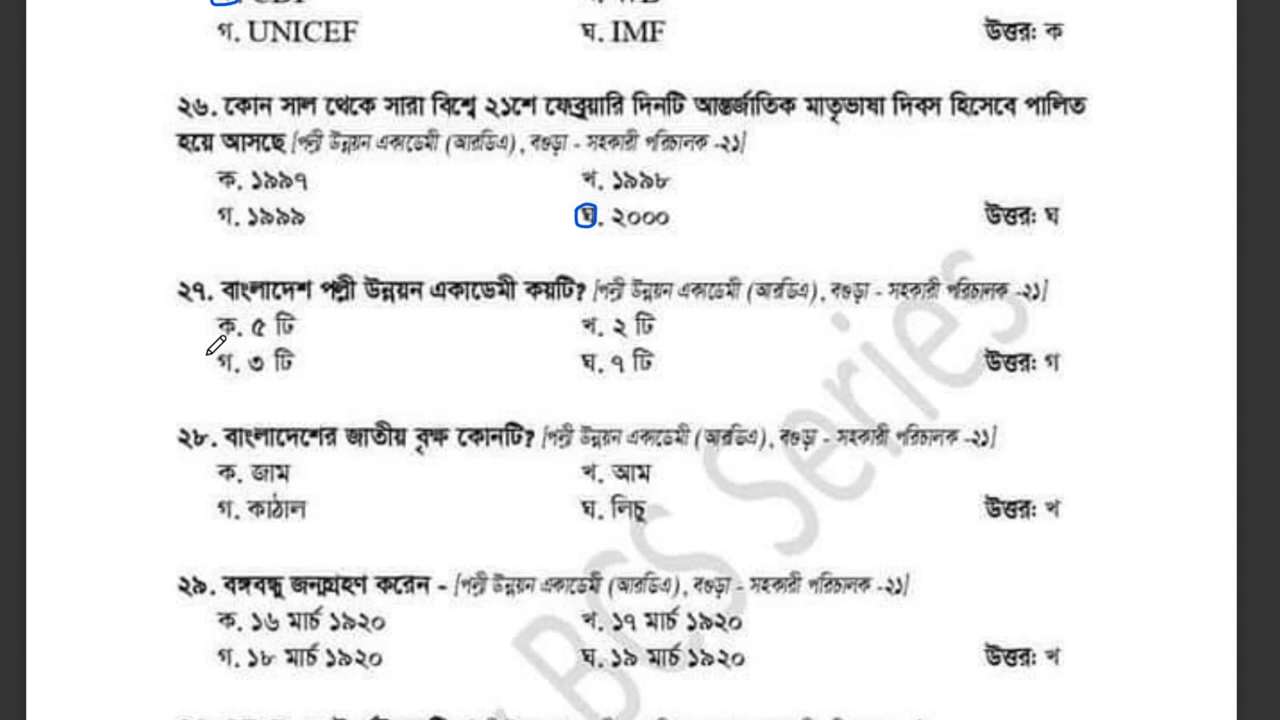 গ. UNICEF ঘ. IMF উত্তর: ক
২৬. কোন সাল থেকে সারা বিশ্বে ২১শে ফেব্রুয়ারি দিনটি আন্তর্জাতিক মাতৃভাষা দিবস হিসেবে পালিত
হয়ে আসছে [পল্লী উন্নয়ন একাডেমী (আরডিএ), বগুড়া - সহকারী পরিচালক -২১]
ক. ১৯৯৭ খ. ১৯৯৮
গ. ১৯৯৯ ঘ. ২০০০ উত্তর: ঘ
২৭. বাংলাদেশ পল্লী উন্নয়ন একাডেমী কয়টি? [পল্লী উন্নয়ন একাডেমী (আরডিএ), বগুড়া - সহকারী পরিচালক -২১]
ক. ৫ টি খ. ২ টি
গ. ৩ টি ঘ. ৭ টি উত্তর: গ
২৮. বাংলাদেশের জাতীয় বৃক্ষ কোনটি? [পল্লী উন্নয়ন একাডেমী (আরডিএ), বগুড়া - সহকারী পরিচালক -২১]
ক. জাম খ. আম
গ. কাঠাল ঘ. লিচু উত্তর: খ
২৯. বঙ্গবন্ধু জন্মগ্রহণ করেন - [পল্লী উন্নয়ন একাডেমী (আরডিএ), বগুড়া - সহকারী পরিচালক -২১]
ক. ১৬ মার্চ ১৯২০ খ. ১৭ মার্চ ১৯২০
গ. ১৮ মার্চ ১৯২০ ঘ. ১৯ মার্চ ১৯২০ উত্তর: খ
BCS Series